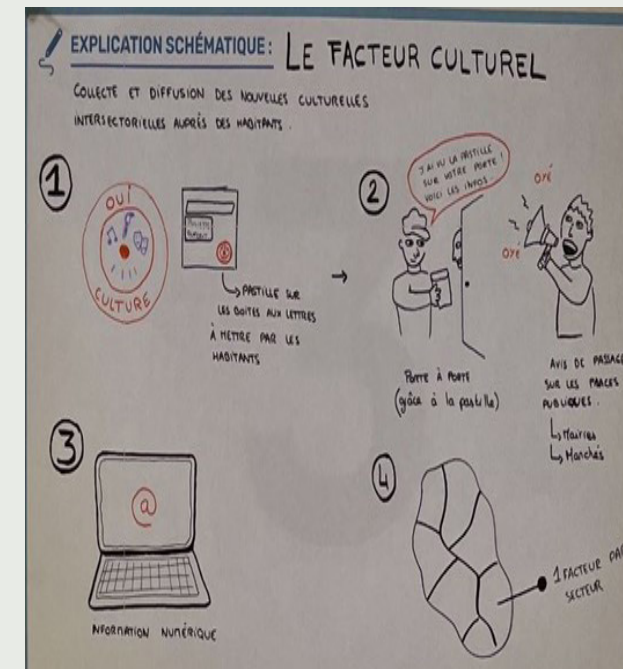 EXPLICATION SCHÉMATIQUE : LE FACTEUR CULTUREL
COLLECTE ET DIFFUSION DES NOUVELLES CULTURELLES
INTERSECTORIELLES AUPRÈS DES HABITANTS.
1
OUI
CULTURE
PASTILLE SUR
LES BOITES AUX LETTRES
À METTRE PAR LES
HABITANTS
2
J'AI VU LA PASTILLE
SUR VOTRE PORTE !
VOICI LES INFOS.
OYÉ
OYÉ
PORTE À PORTE
(grâce à la pastille)
AVIS DE PASSAGE
SUR LES PLACES
PUBLIQUES.
Mairies
Marchés
3
@
INFORMATION NUMÉRIQUE
4
1 FACTEUR PAR
SECTEUR